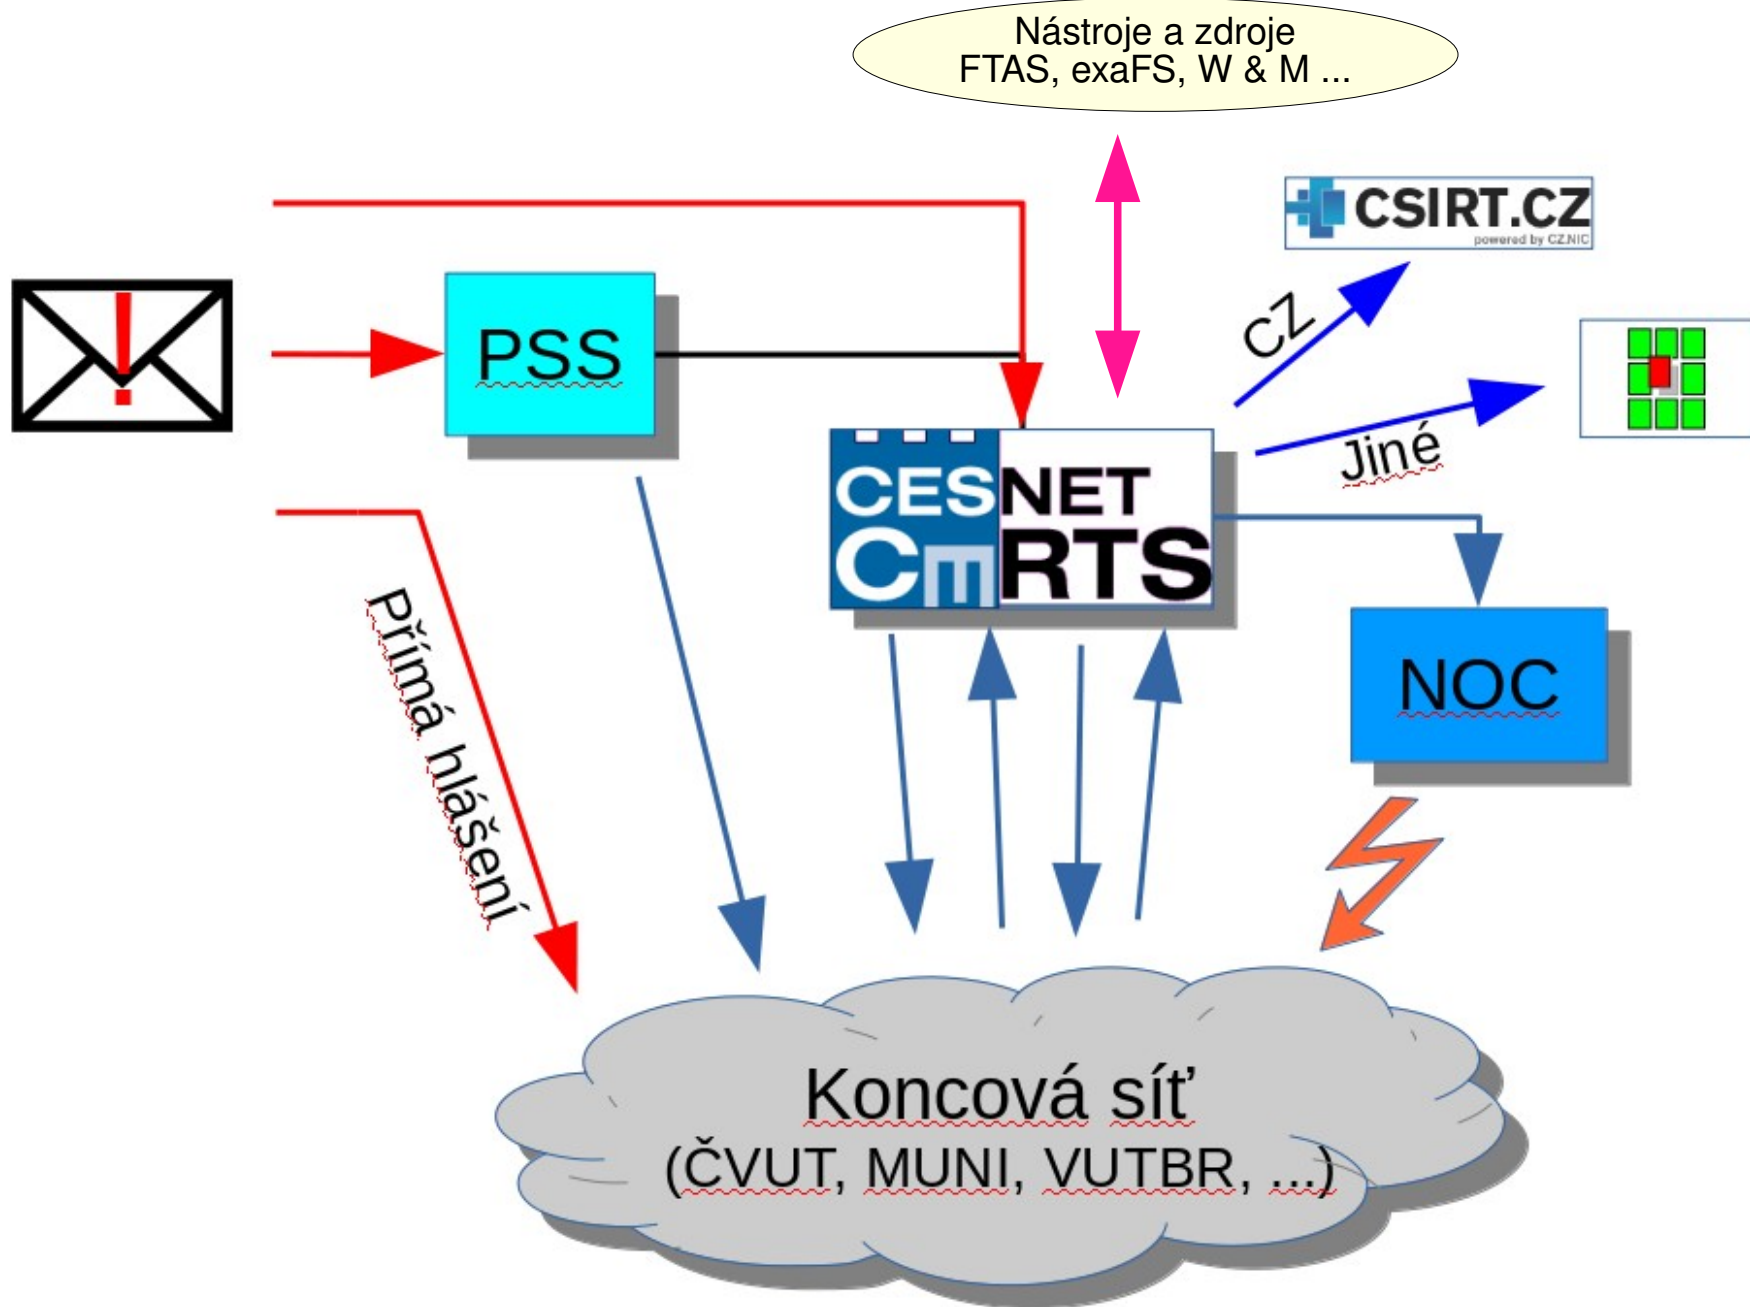 Nástroje a zdroje
FTAS, exaFS, W & M ...
CSIRT.CZ
powered by CZ.NIC
CZ
PSS
Jiné
CESNET
CERTS
NOC
Přímá hlášení
Koncová síť
(ČVUT, MUNI, VUTBR, ...)